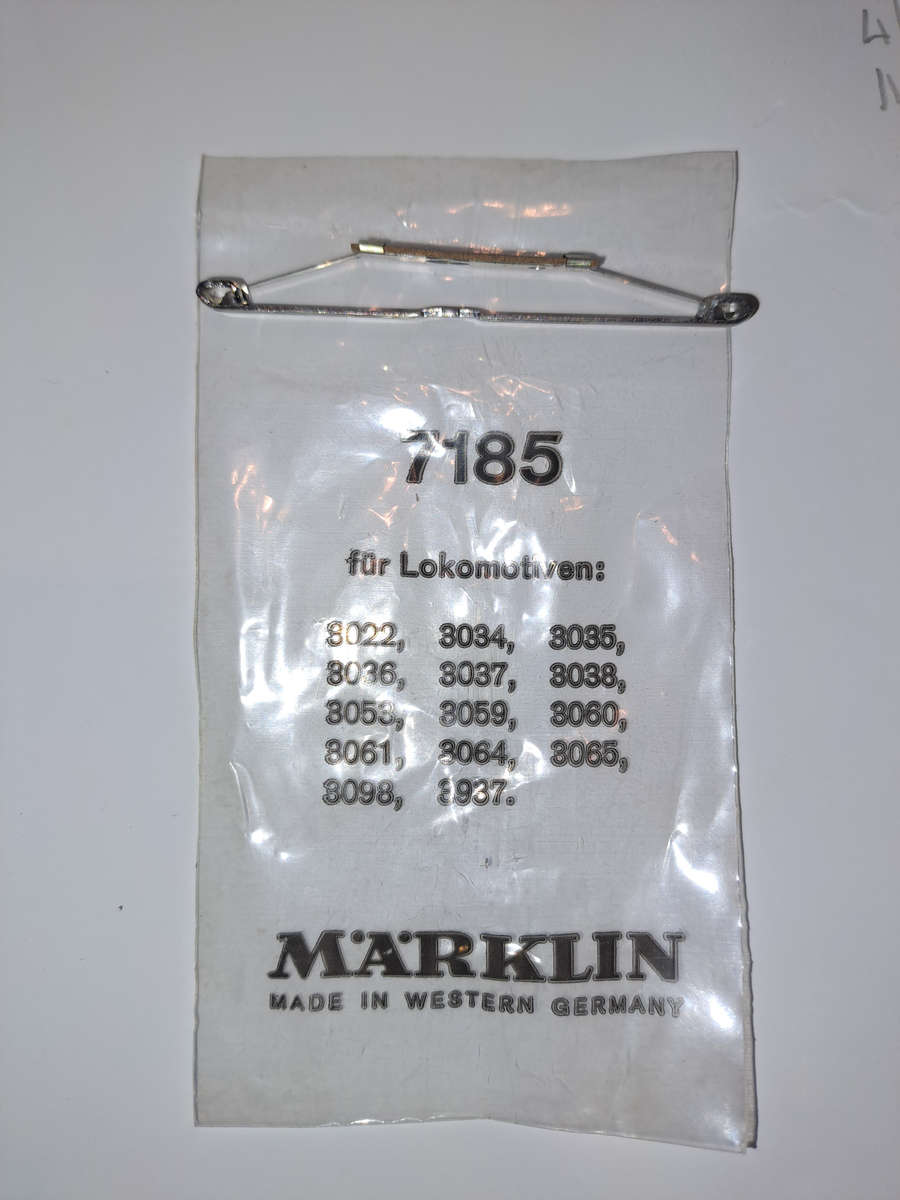 7185
für Lokomotiven:
3022, 3034, 3035,
3036, 3037, 3038,
3053, 3059, 3060,
3061, 3064, 3065,
3098, 3937.
MÄRKLIN
MADE IN WESTERN GERMANY